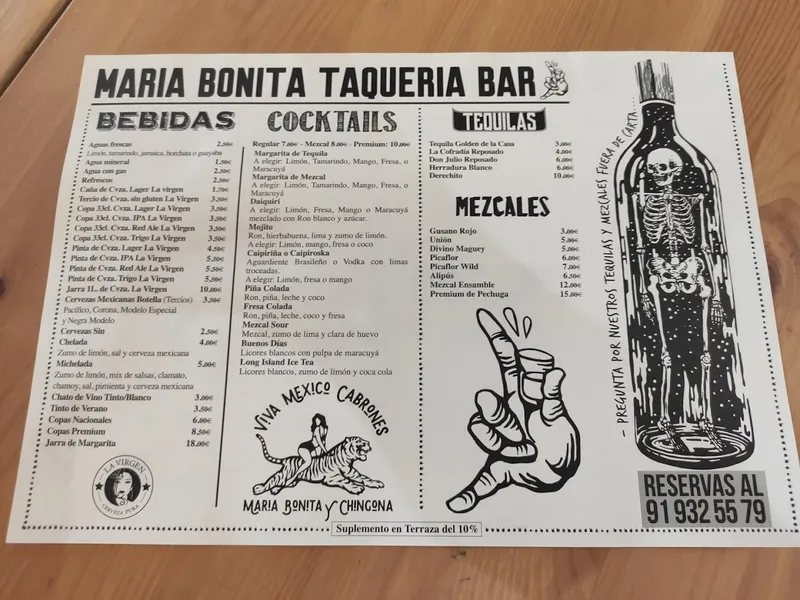 MARIA BONITA TAQUERIA BAR
BEBIDAS
Aguas frescas 2.50€
Limón, tamarindo, jamaica, horchata o guayaba
Agua mineral 1.50€
Agua con gas 2.50€
Refrescos 2.50€
Caña de Cvza. Lager La virgen 1.70€
Tercio de Cvza. sin gluten La Virgen 3.50€
Copa 33cl. Cvza. Lager La Virgen 3.50€
Copa 33cl. Cvza. IPA La Virgen 3.50€
Copa 33cl. Cvza. Red Ale La Virgen 3.50€
Copa 33cl. Cvza. Trigo La Virgen 3.50€
Pinta de Cvza. Lager La Virgen 4.50€
Pinta de Cvza. IPA La Virgen 5.50€
Pinta de Cvza. Red Ale La Virgen 5.50€
Pinta de Cvza. Trigo La Virgen 5.50€
Jarra 1L. de Cvza. La Virgen 10.00€
Cervezas Mexicanas Botella (Tercios) 3,50€
Pacífico, Corona, Modelo Especial
y Negra Modelo
Cervezas Sin 2.50€
Chelada 4.00€
Zumo de limón, sal y cerveza mexicana
Michelada 5.00€
Zumo de limón, mix de salsas, clamato,
chamoy, sal, pimienta y cerveza mexicana
Chato de Vino Tinto/Blanco 3.00€
Tinto de Verano 3,50€
Copas Nacionales 6.00€
Copas Premium 8,50€
Jarra de Margarita 18.00€
LA VIRGEN
CERVEZA PURA
COCKTAILS
Regular 7.00€ - Mezcal 8.00€ - Premium: 10.00€
Margarita de Tequila
A elegir: Limón, Tamarindo, Mango, Fresa, o
Maracuyá
Margarita de Mezcal
A elegir: Limón, Tamarindo, Mango, Fresa, o
Maracuyá
Daiquirí
A elegir: Limón, Fresa, Mango o Maracuyá
mezclado con Ron blanco y azúcar.
Mojito
Ron, hierbabuena, lima y zumo de limón.
A elegir: Limón, mango, fresa o coco
Caipiriña o Caipiroska
Aguardiente Brasileño o Vodka con limas
troceadas.
A elegir: Limón, fresa o mango
Piña Colada
Ron, piña, leche y coco
Fresa Colada
Ron, piña, leche, coco y fresa
Mezcal Sour
Mezcal, zumo de lima y clara de huevo
Buenos Días
Licores blancos con pulpa de maracuyá
Long Island Ice Tea
Licores blancos, zumo de limón y coca cola
VIVA MEXICO CABRONES
MARIA BONITA Y CHINGONA
TEQUILAS
Tequila Golden de la Casa 3.00€
La Cofradia Reposado 4.00€
Don Julio Reposado 6.00€
Herradura Blanco 6.00€
Derechito 10.00€
MEZCALES
Gusano Rojo 3.00€
Unión 5.00€
Divino Maguey 5.00€
Picaflor 6.00€
Picaflor Wild 7.00€
Alipús 6.50€
Mezcal Ensamble 12.00€
Premium de Pechuga 15.00€
- PREGUNTA POR NUESTROS TEQUILAS Y MEZCALES FUERA DE CARTA...
RESERVAS AL
91 932 55 79
Suplemento en Terraza del 10%